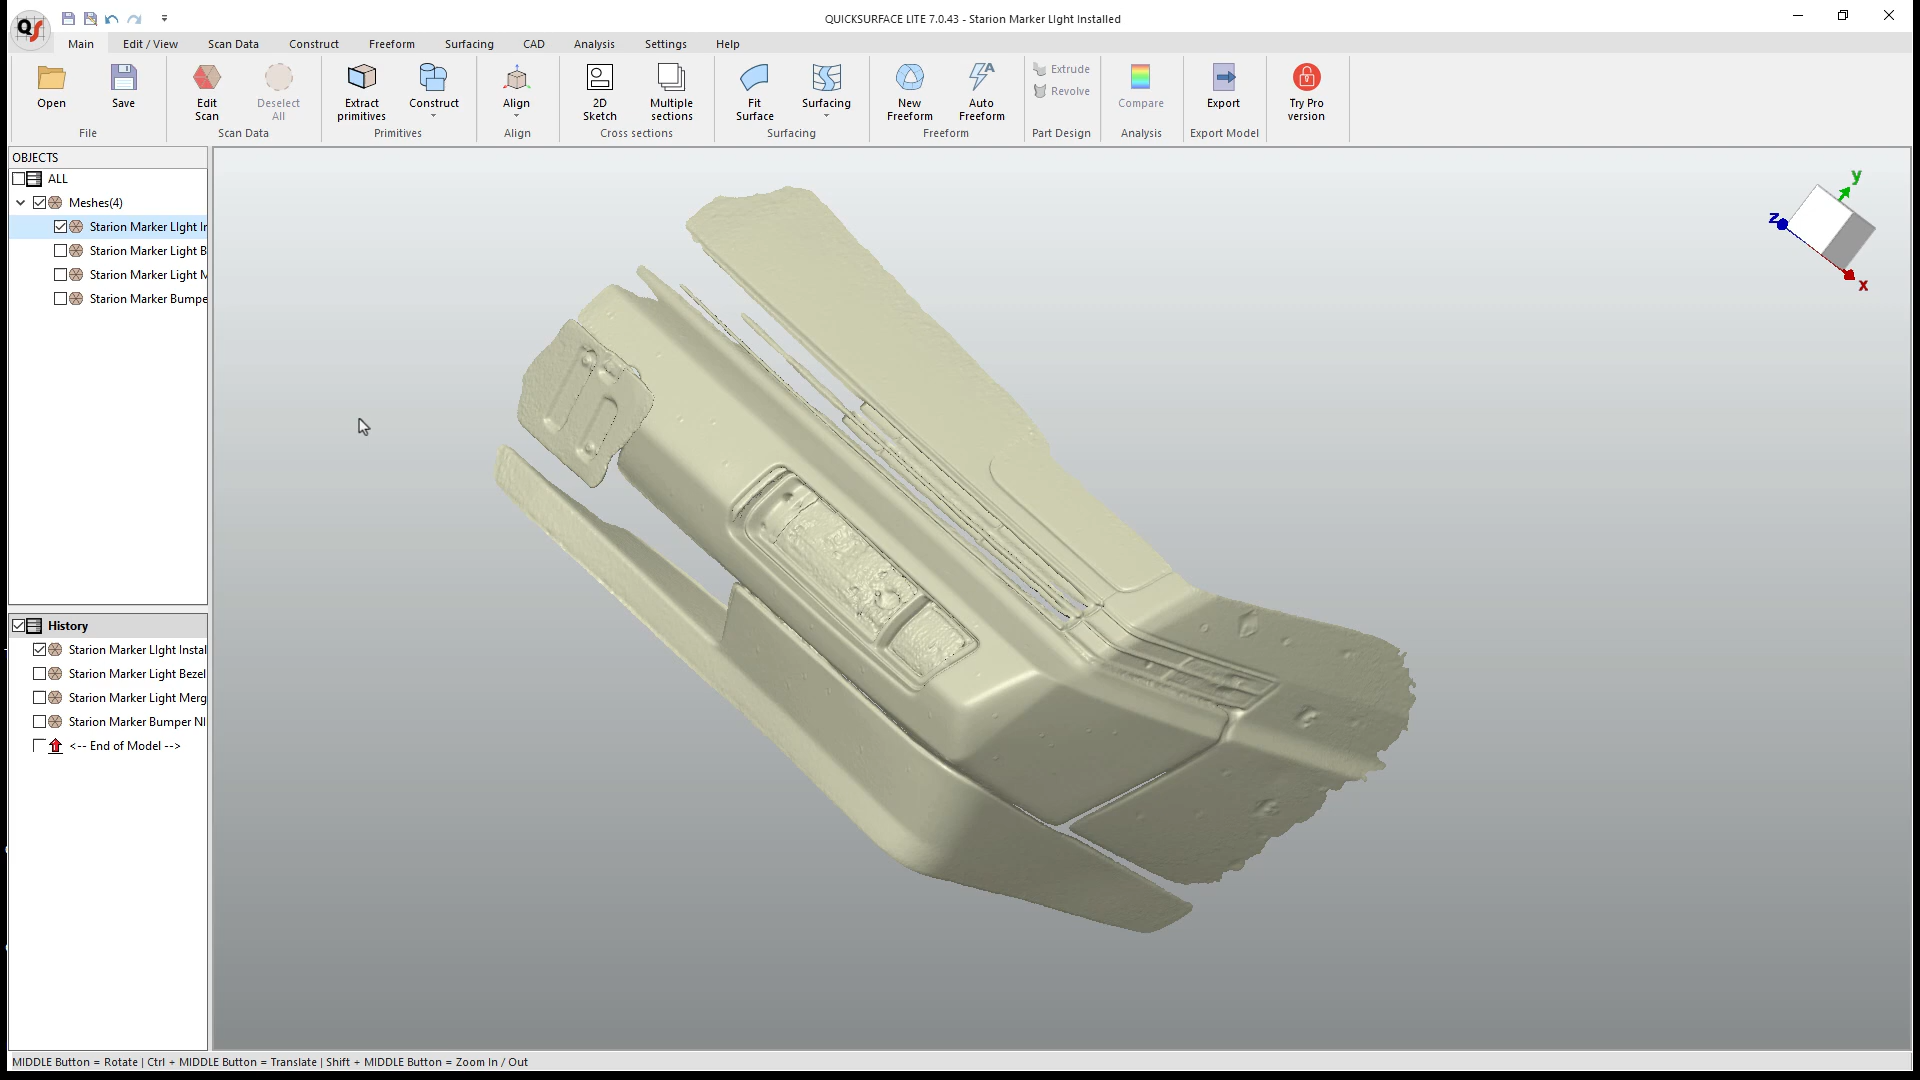 QUICKSURFACE LITE 7.0.43 - Starion Marker LIght Installed
QS
Main Edit / View Scan Data Construct Freeform Surfacing CAD Analysis Settings Help
Open Save Edit Scan Deselect All Extract primitives Construct Align 2D Sketch Multiple sections Fit Surface Surfacing New Freeform Auto Freeform Extrude Revolve Compare Export Try Pro version
File Scan Data Primitives Align Cross sections Surfacing Freeform Part Design Analysis Export Model
OBJECTS
ALL
Meshes(4)
Starion Marker LIght Ir
Starion Marker Light B
Starion Marker Light M
Starion Marker Bumpe
History
Starion Marker LIght Instal
Starion Marker Light Bezel
Starion Marker Light Merg
Starion Marker Bumper NI
<-- End of Model -->
y
z
x
MIDDLE Button = Rotate | Ctrl + MIDDLE Button = Translate | Shift + MIDDLE Button = Zoom In / Out